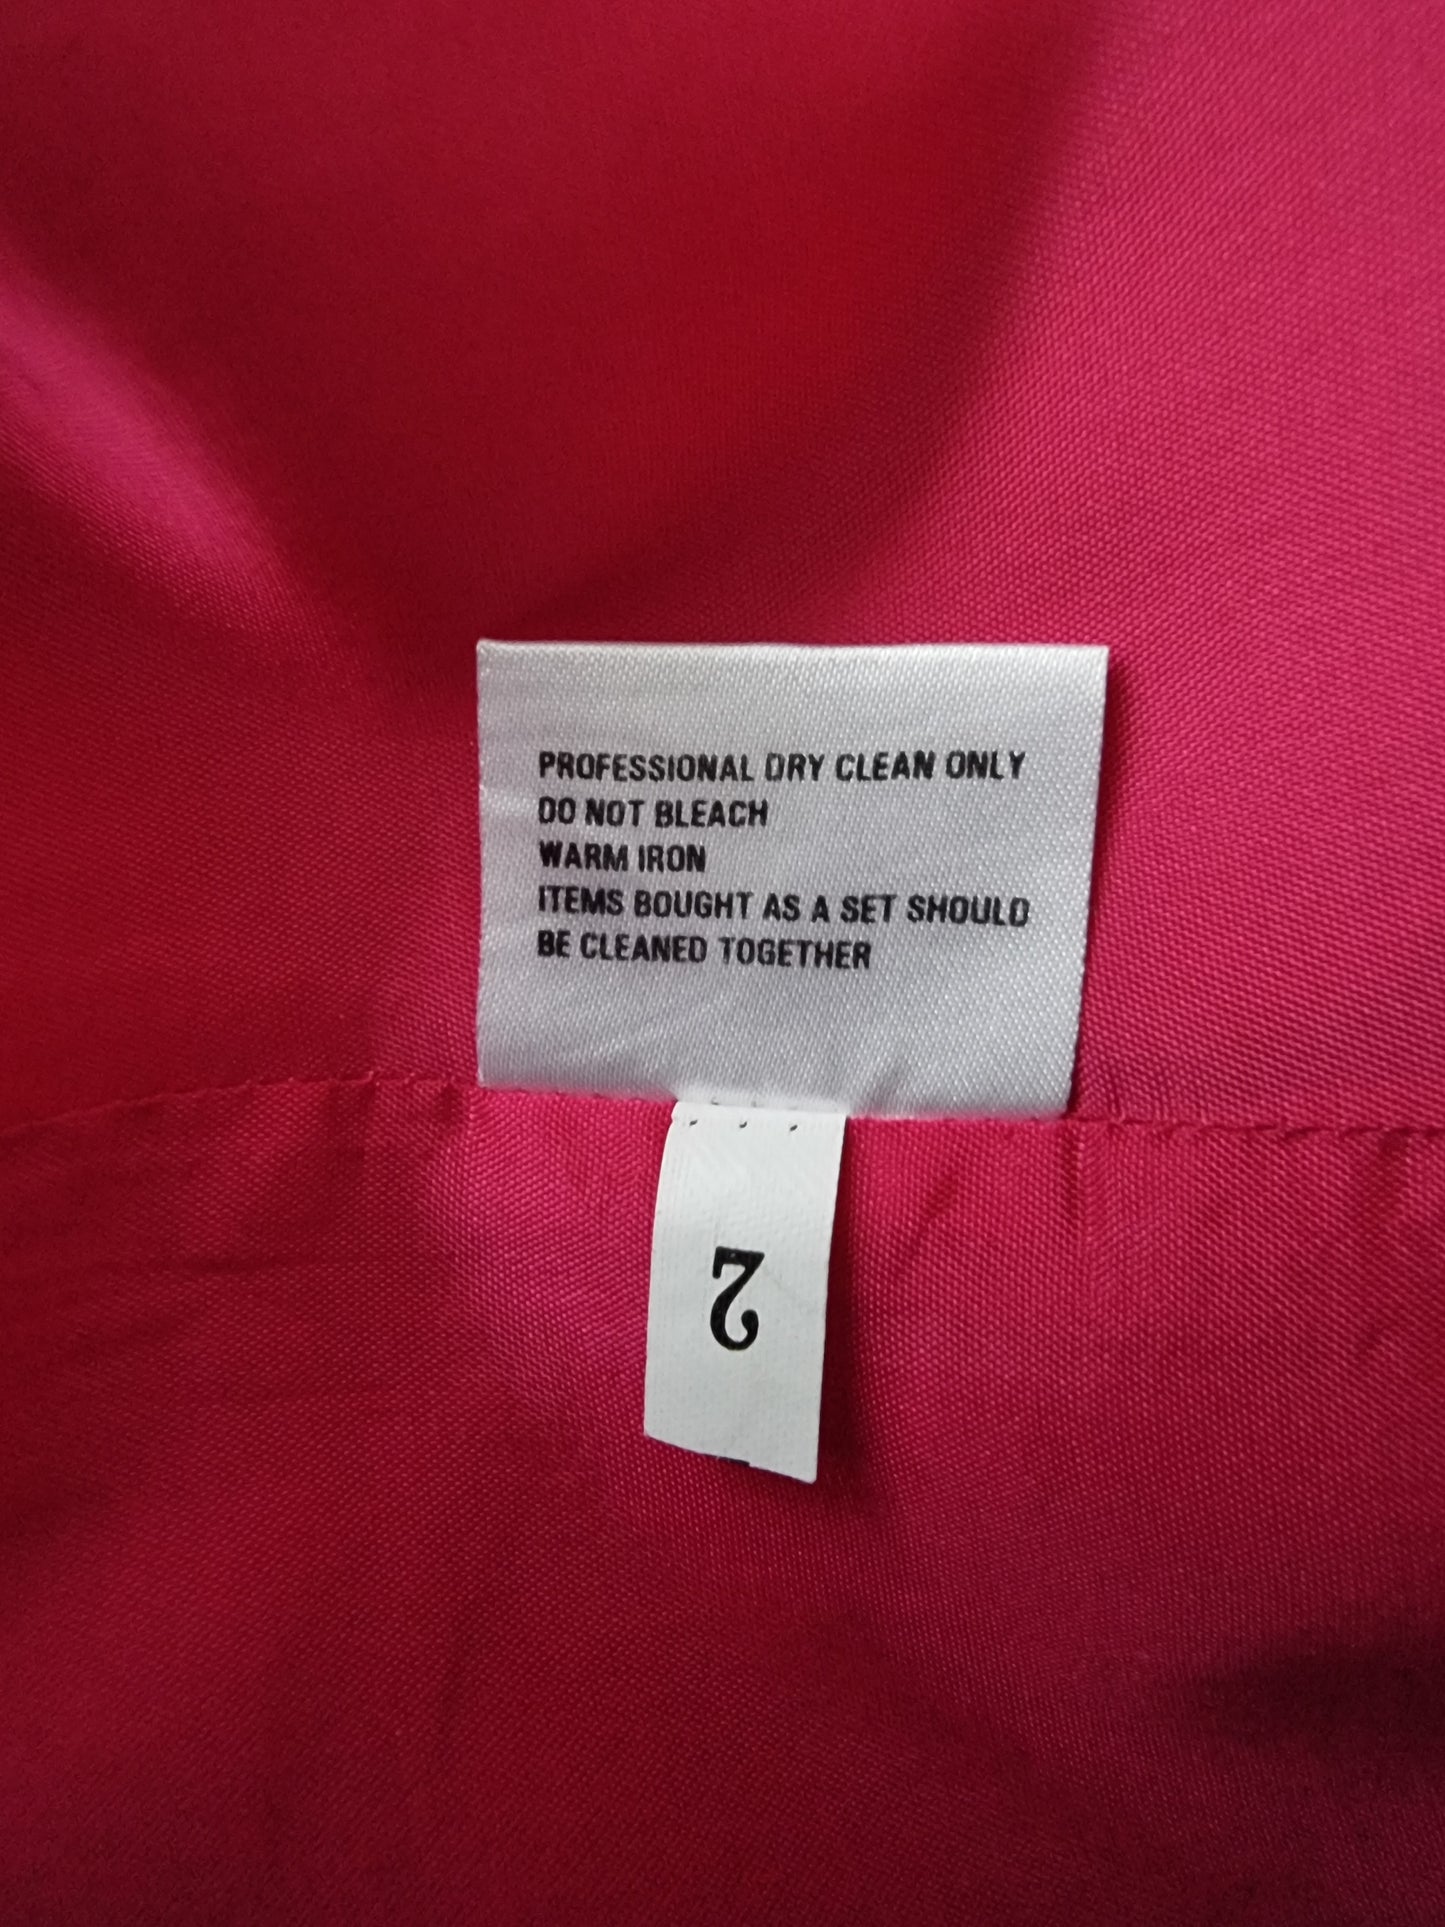 PROFESSIONAL DRY CLEAN ONLY
DO NOT BLEACH
WARM IRON
ITEMS BOUGHT AS A SET SHOULD
BE CLEANED TOGETHER
2